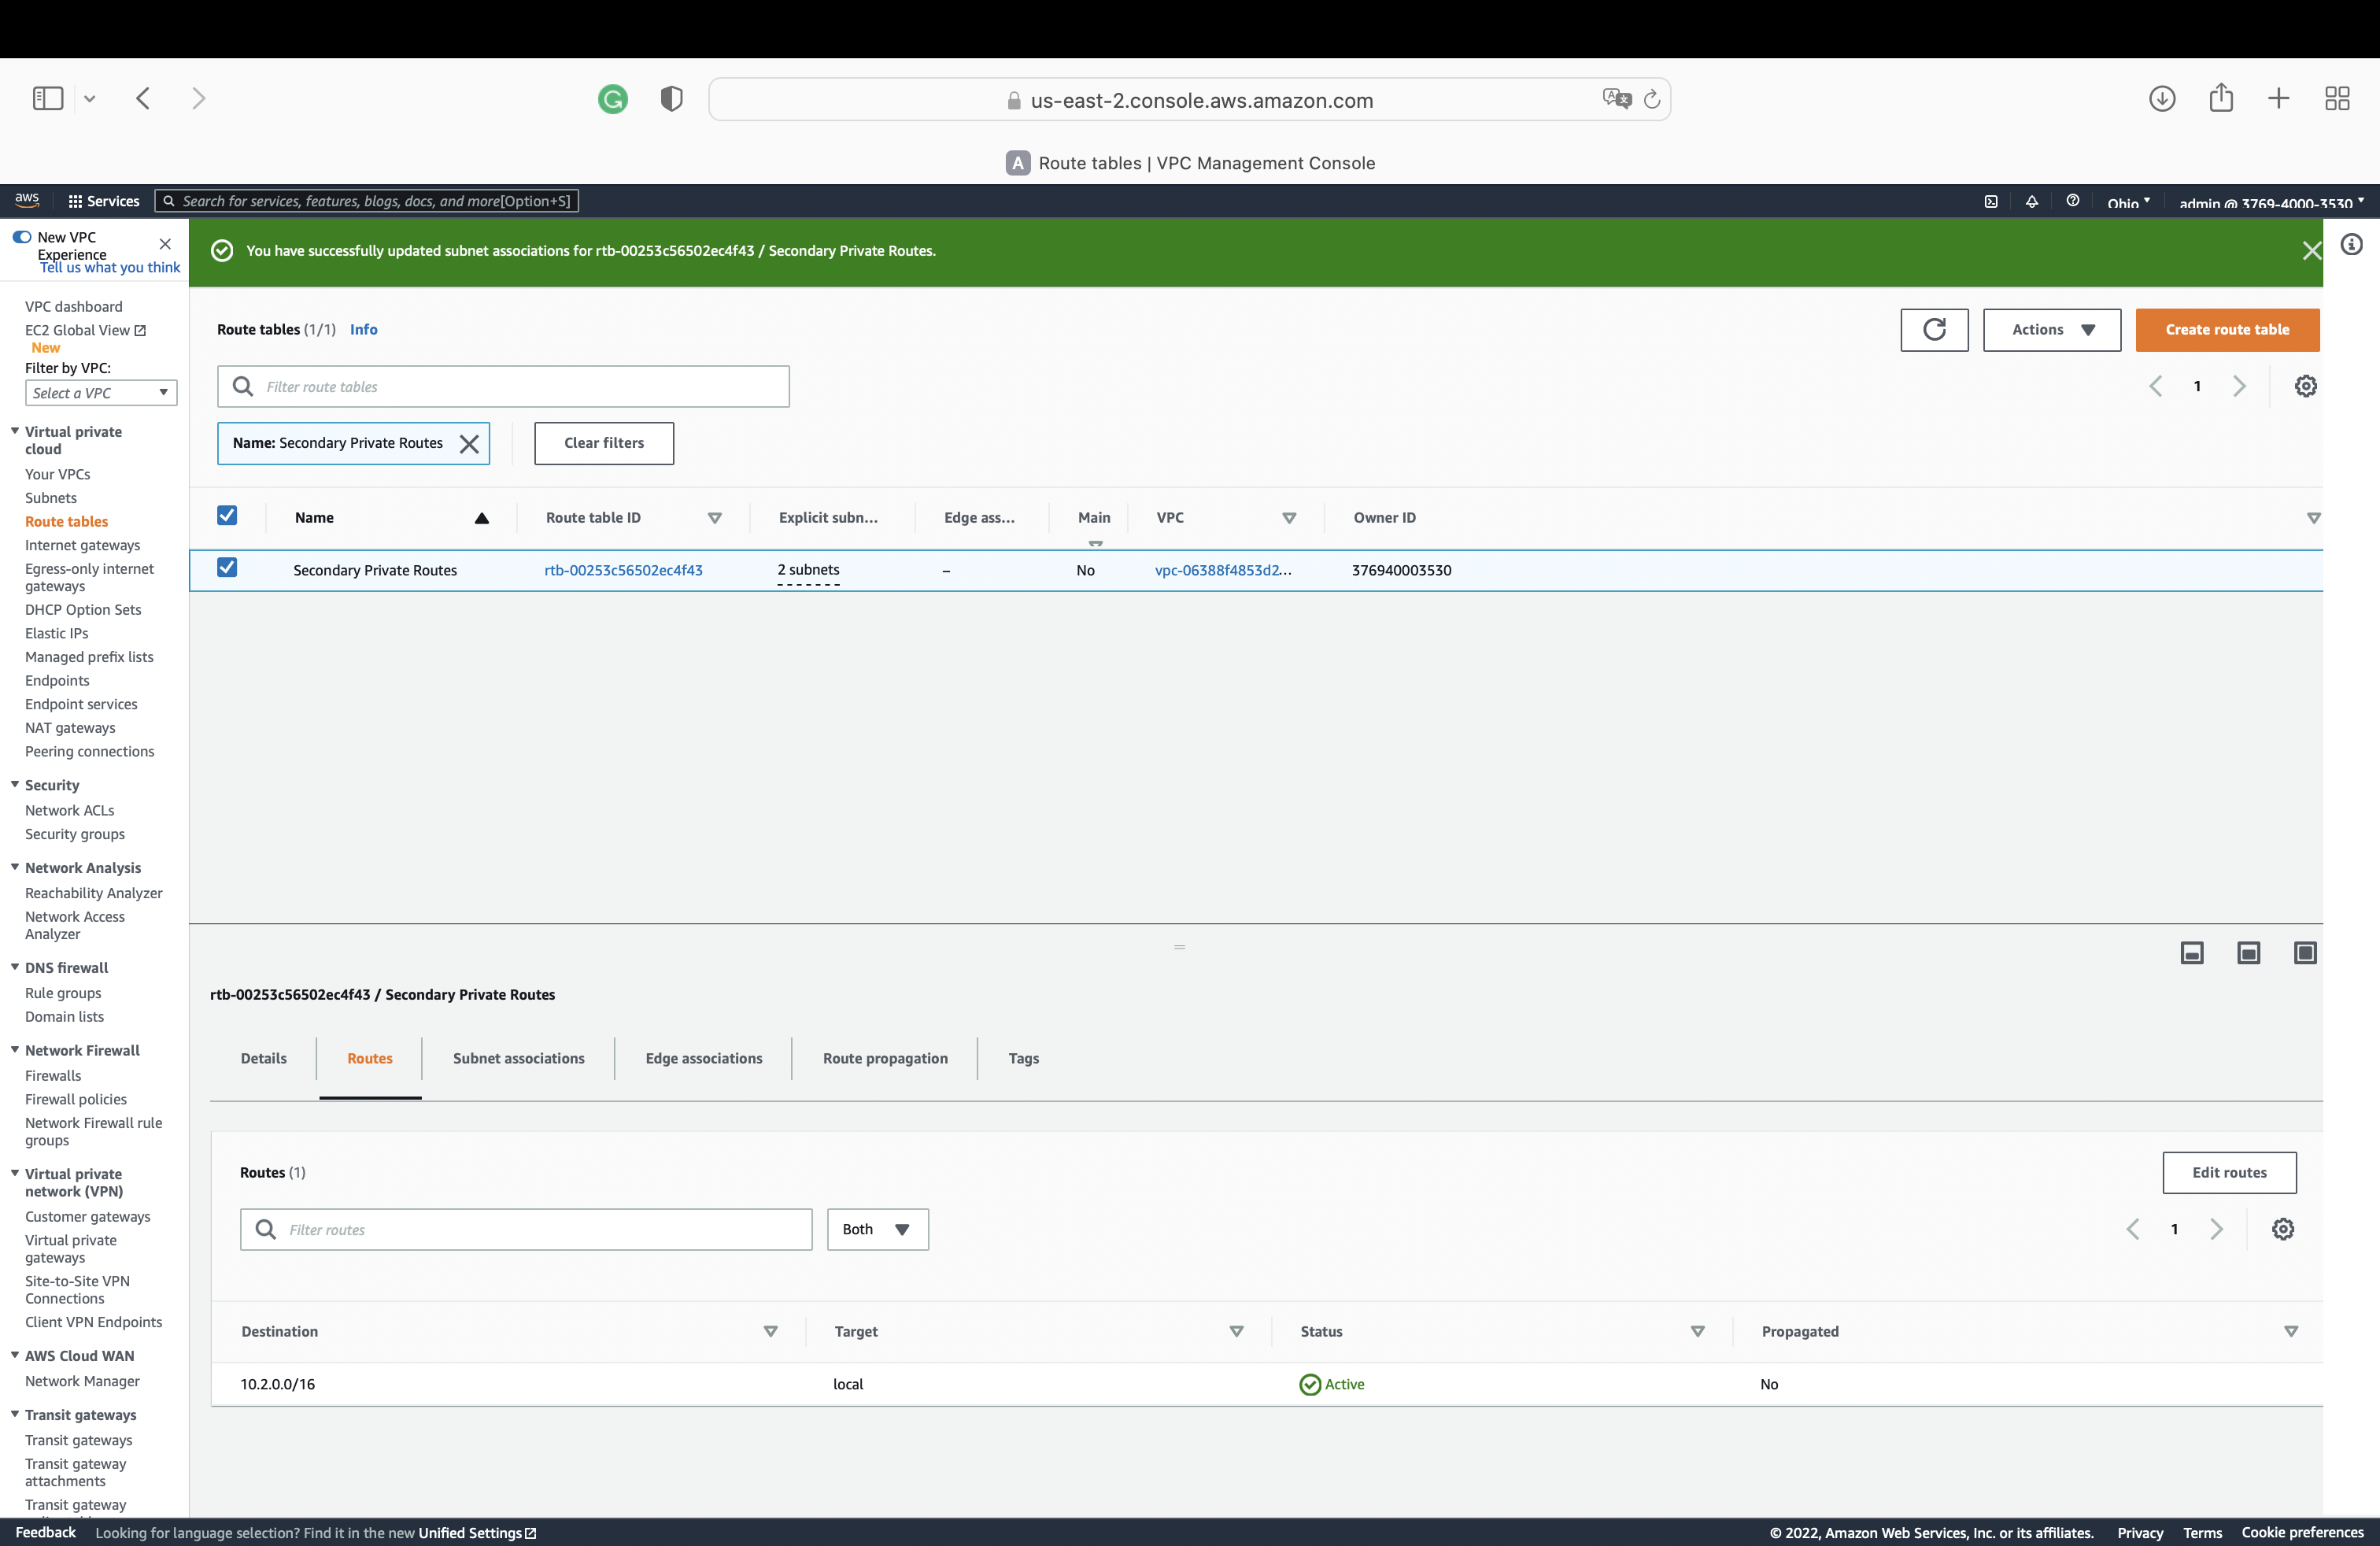 us-east-2.console.aws.amazon.com
A Route tables | VPC Management Console
aws
Services
Search for services, features, blogs, docs, and more
[Option+S]
Ohio
admin @ 3769-4000-3530
New VPC
Experience
Tell us what you think
VPC dashboard
EC2 Global View
New
Filter by VPC:
Select a VPC
Virtual private
cloud
Your VPCs
Subnets
Route tables
Internet gateways
Egress-only internet
gateways
DHCP Option Sets
Elastic IPs
Managed prefix lists
Endpoints
Endpoint services
NAT gateways
Peering connections
Security
Network ACLs
Security groups
Network Analysis
Reachability Analyzer
Network Access
Analyzer
DNS firewall
Rule groups
Domain lists
Network Firewall
Firewalls
Firewall policies
Network Firewall rule
groups
Virtual private
network (VPN)
Customer gateways
Virtual private
gateways
Site-to-Site VPN
Connections
Client VPN Endpoints
AWS Cloud WAN
Network Manager
Transit gateways
Transit gateways
Transit gateway
attachments
Transit gateway
You have successfully updated subnet associations for rtb-00253c56502ec4f43 / Secondary Private Routes.
Route tables (1/1) Info
Actions
Create route table
Filter route tables
1
Name: Secondary Private Routes
Clear filters
Name Route table ID Explicit subn... Edge ass... Main VPC Owner ID
Secondary Private Routes rtb-00253c56502ec4f43 2 subnets – No vpc-06388f4853d2... 376940003530
rtb-00253c56502ec4f43 / Secondary Private Routes
Details Routes Subnet associations Edge associations Route propagation Tags
Routes (1)
Edit routes
Filter routes
Both
1
Destination Target Status Propagated
10.2.0.0/16 local Active No
Feedback Looking for language selection? Find it in the new Unified Settings
© 2022, Amazon Web Services, Inc. or its affiliates. Privacy Terms Cookie preferences